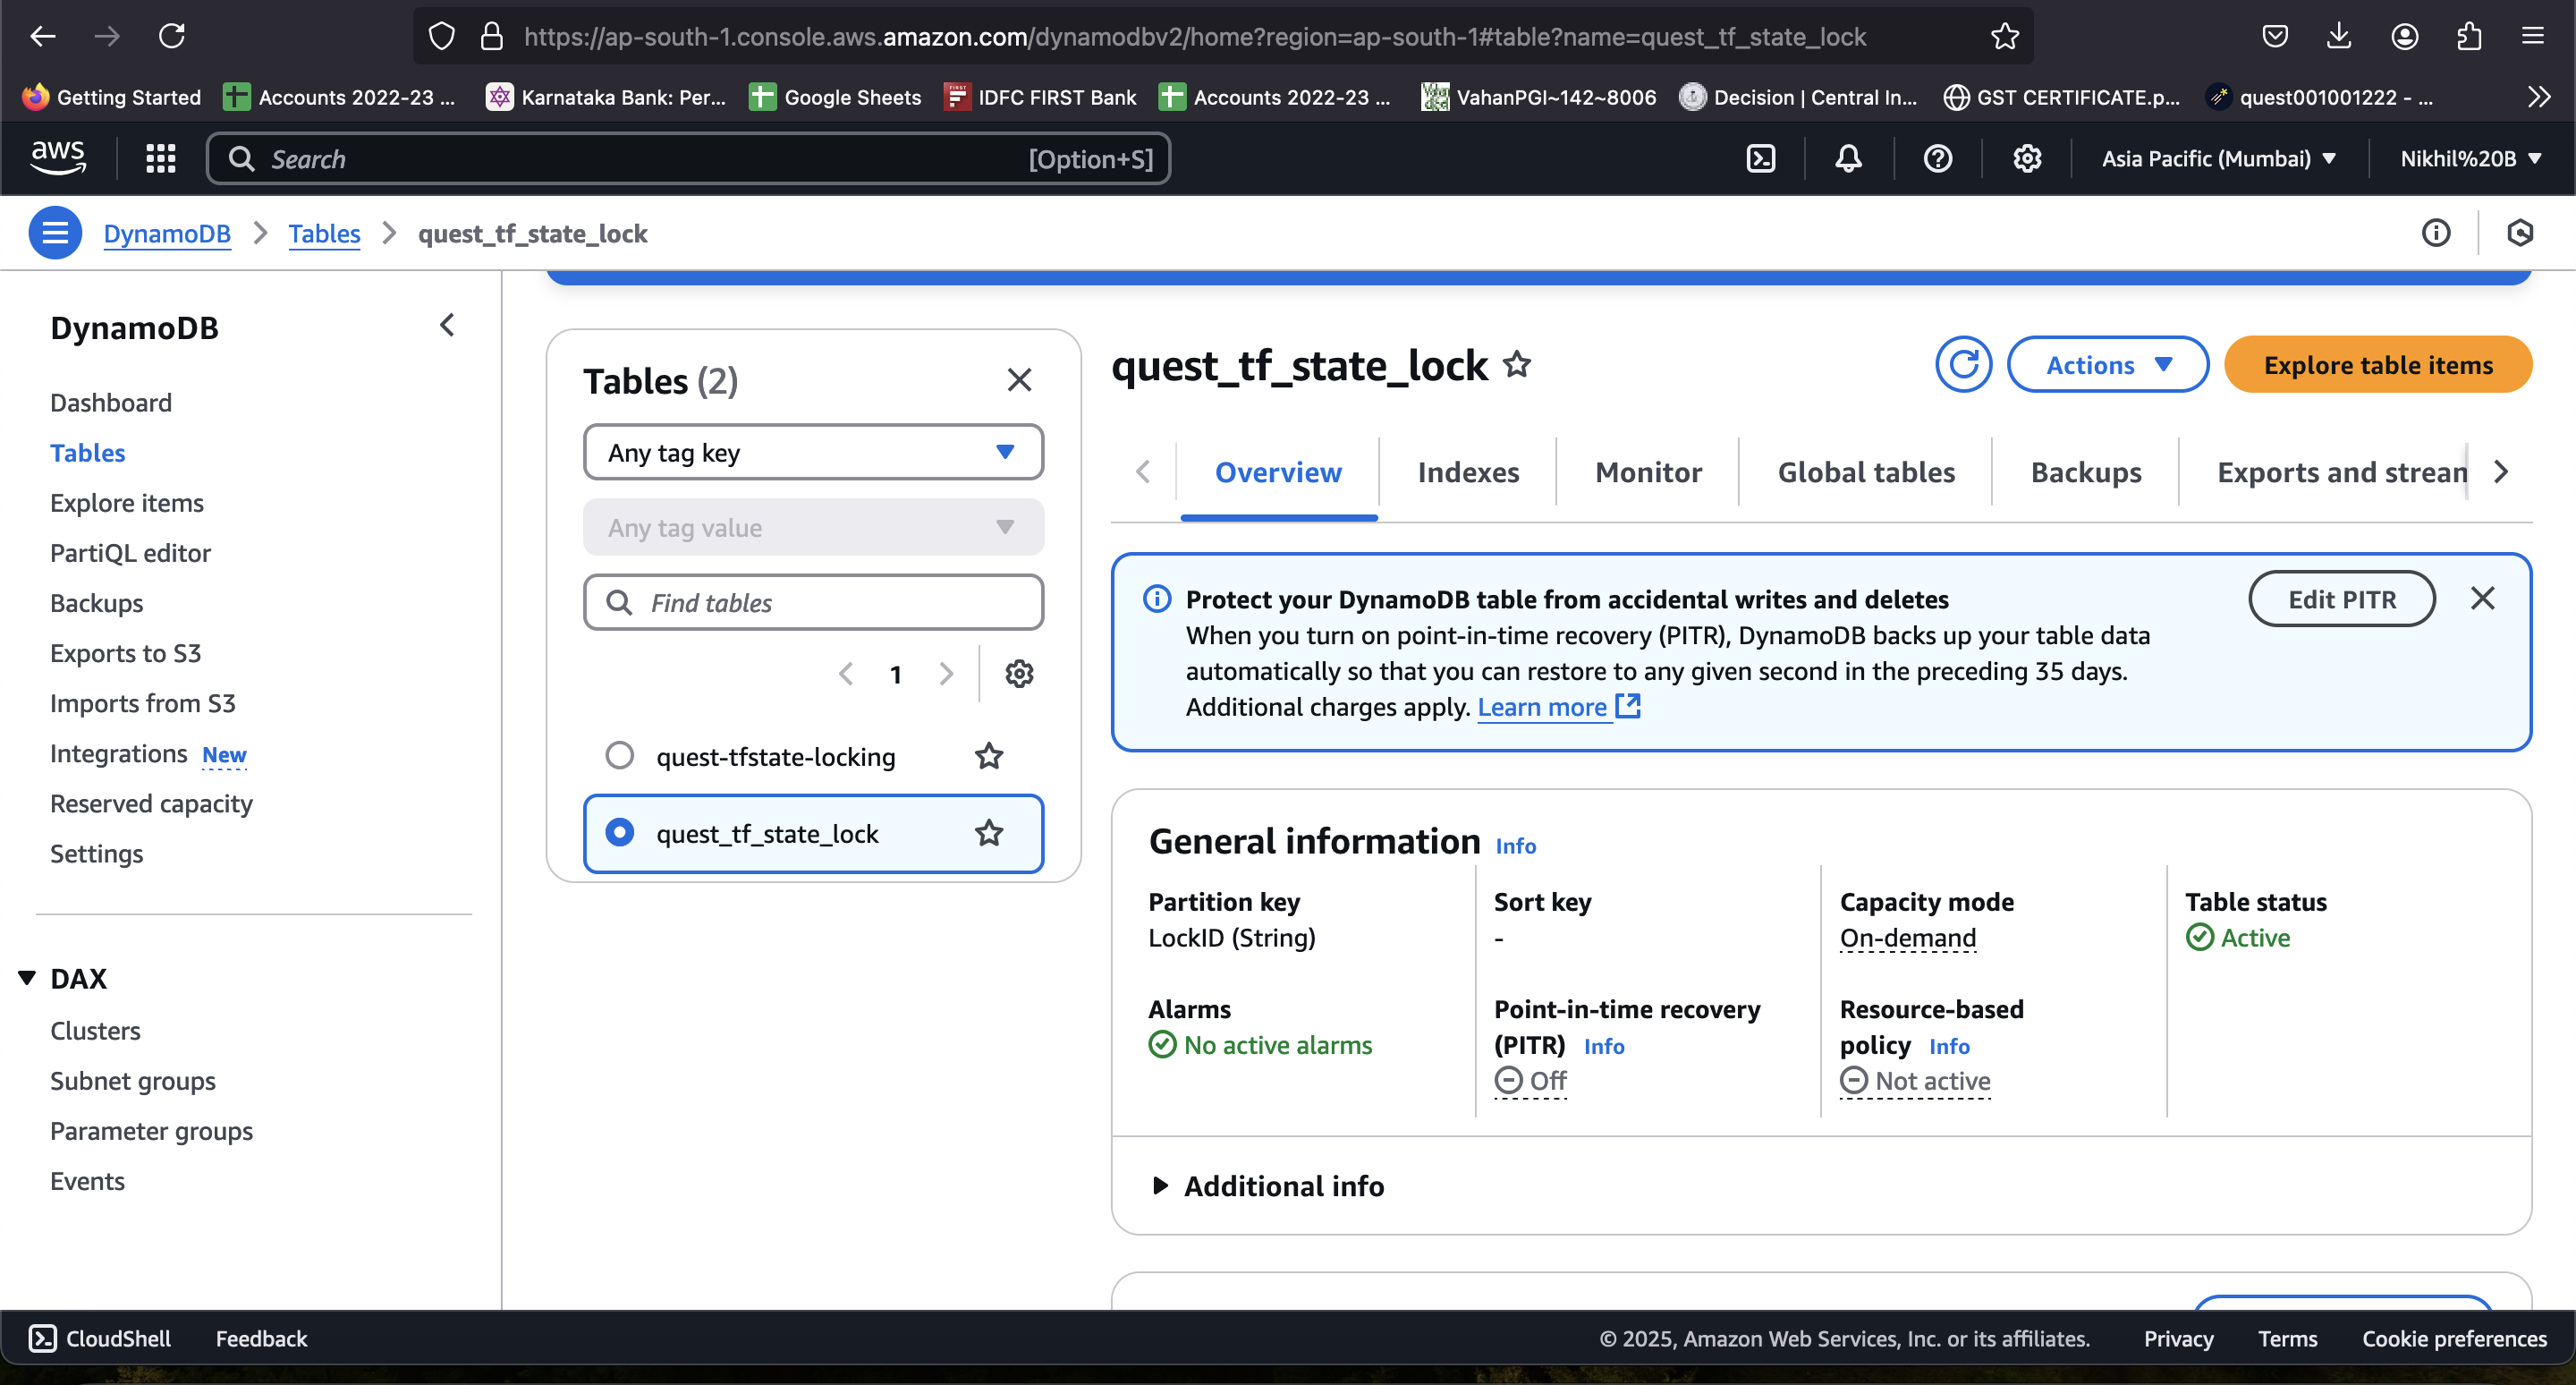 https://ap-south-1.console.aws.amazon.com/dynamodbv2/home?region=ap-south-1#table?name=quest_tf_state_lock
Getting Started
Accounts 2022-23 ...
Karnataka Bank: Per...
Google Sheets
IDFC FIRST Bank
Accounts 2022-23 ...
VahanPGI~142~8006
Decision | Central In...
GST CERTIFICATE.p...
quest001001222 - ...
aws
Search
[Option+S]
Asia Pacific (Mumbai)
Nikhil%20B
DynamoDB
Tables
quest_tf_state_lock
DynamoDB
Dashboard
Tables
Explore items
PartiQL editor
Backups
Exports to S3
Imports from S3
Integrations New
Reserved capacity
Settings
DAX
Clusters
Subnet groups
Parameter groups
Events
Tables (2)
Any tag key
Any tag value
Find tables
1
quest-tfstate-locking
quest_tf_state_lock
quest_tf_state_lock
Actions
Explore table items
Overview
Indexes
Monitor
Global tables
Backups
Exports and strean
Protect your DynamoDB table from accidental writes and deletes
When you turn on point-in-time recovery (PITR), DynamoDB backs up your table data
automatically so that you can restore to any given second in the preceding 35 days.
Additional charges apply. Learn more
Edit PITR
General information Info
Partition key
LockID (String)
Sort key
-
Capacity mode
On-demand
Table status
Active
Alarms
No active alarms
Point-in-time recovery
(PITR) Info
Off
Resource-based
policy Info
Not active
Additional info
CloudShell
Feedback
© 2025, Amazon Web Services, Inc. or its affiliates.
Privacy
Terms
Cookie preferences